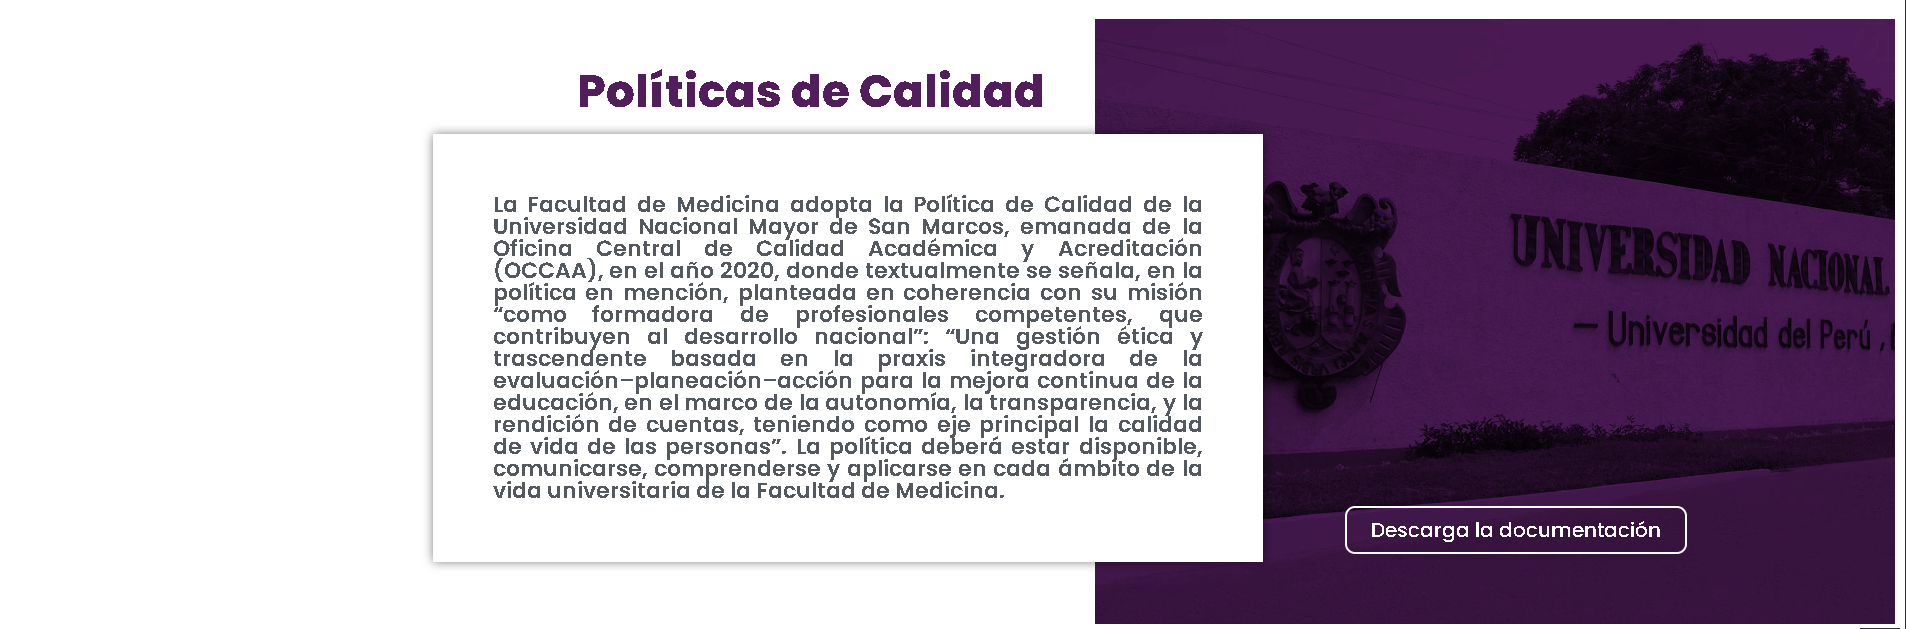 Políticas de Calidad
La Facultad de Medicina adopta la Política de Calidad de la
Universidad Nacional Mayor de San Marcos, emanada de la
Oficina Central de Calidad Académica y Acreditación
(OCCAA), en el año 2020, donde textualmente se señala, en la
política en mención, planteada en coherencia con su misión
“como formadora de profesionales competentes, que
contribuyen al desarrollo nacional”: “Una gestión ética y
trascendente basada en la praxis integradora de la
evaluación–planeación–acción para la mejora continua de la
educación, en el marco de la autonomía, la transparencia, y la
rendición de cuentas, teniendo como eje principal la calidad
de vida de las personas”. La política deberá estar disponible,
comunicarse, comprenderse y aplicarse en cada ámbito de la
vida universitaria de la Facultad de Medicina.
UNIVERSIDAD NACIONAL
– Universidad del Perú ,
Descarga la documentación